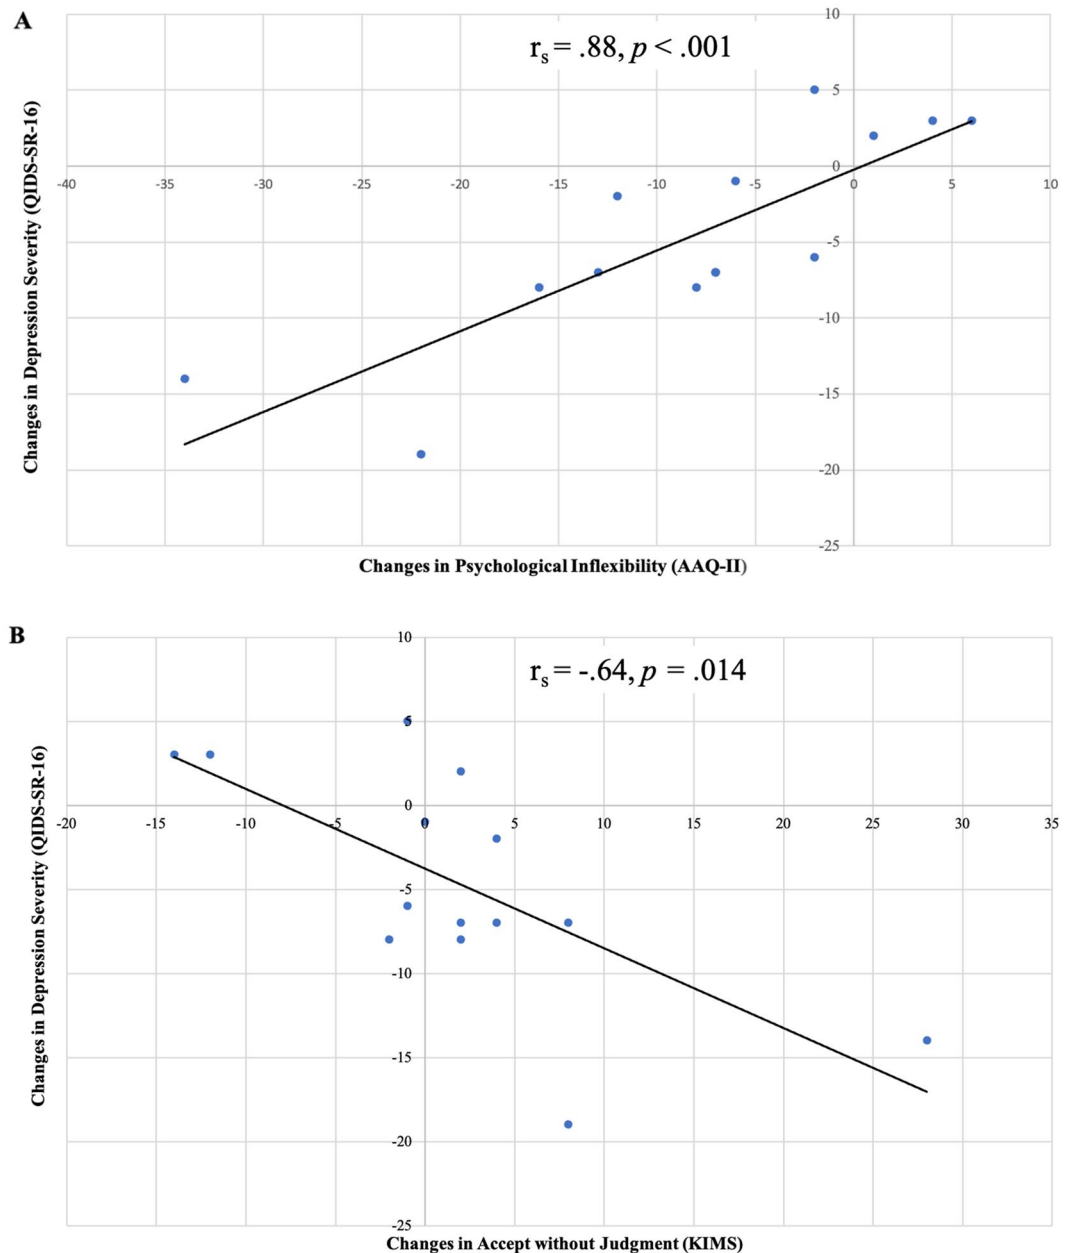 A
10
rs = .88, p < .001
5
0
-40 -35 -30 -25 -20 -15 -10 -5 0 5 10
-5
-10
-15
-20
-25
Changes in Depression Severity (QIDS-SR-16)
Changes in Psychological Inflexibility (AAQ-II)
B
10
rs = -.64, p = .014
5
0
-20 -15 -10 -5 0 5 10 15 20 25 30 35
-5
-10
-15
-20
-25
Changes in Depression Severity (QIDS-SR-16)
Changes in Accept without Judgment (KIMS)